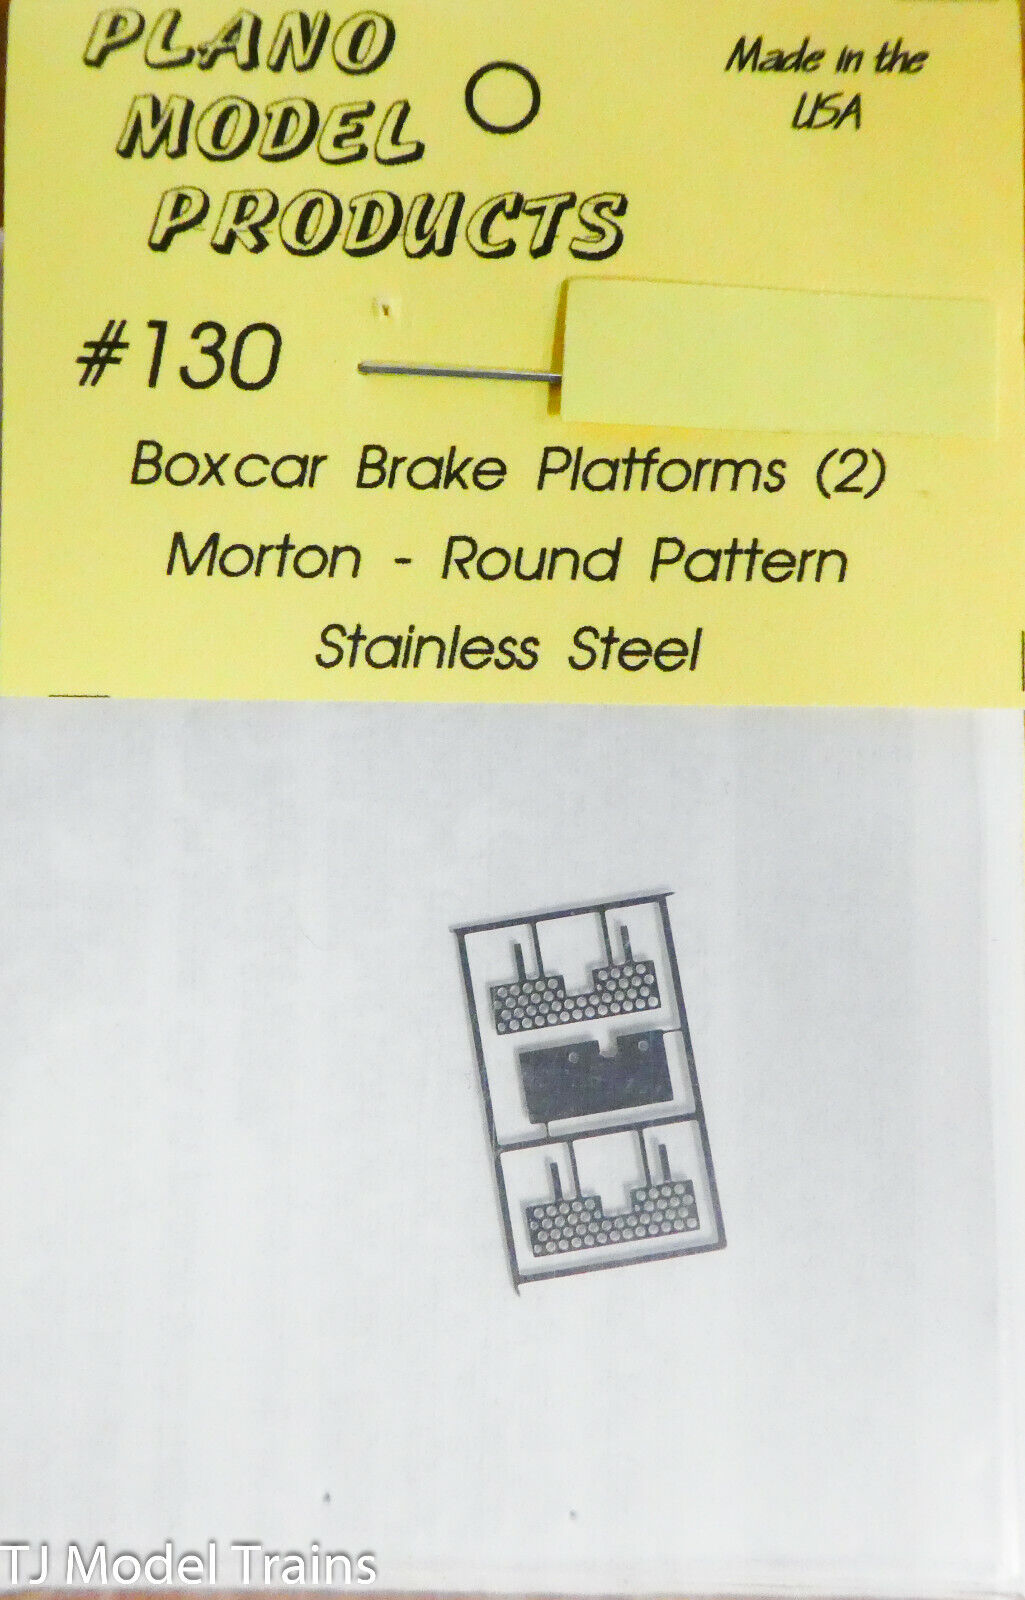 PLANO
MODEL
PRODUCTS
Made in the
USA
#130
Boxcar Brake Platforms (2)
Morton - Round Pattern
Stainless Steel
TJ Model Trains